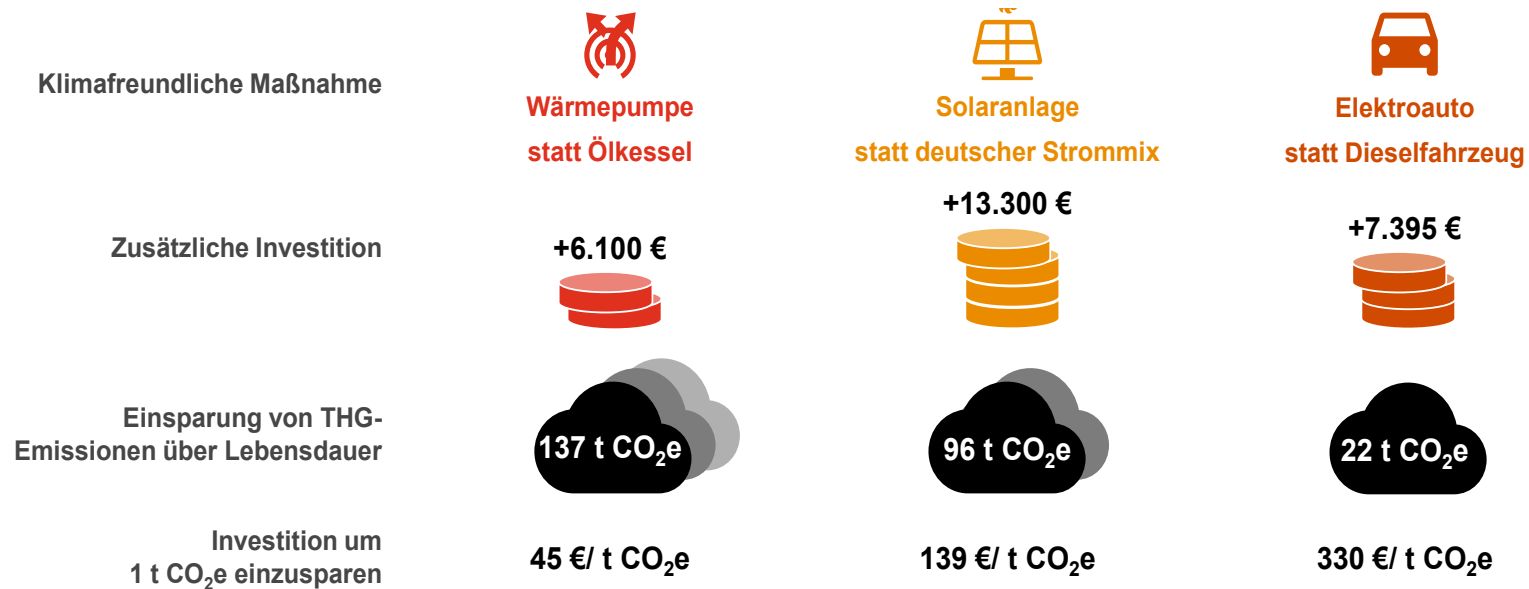 Klimafreundliche Maßnahme
Wärmepumpe
statt Ölkessel
Solaranlage
statt deutscher Strommix
Elektroauto
statt Dieselfahrzeug
Zusätzliche Investition
+6.100 €
+13.300 €
+7.395 €
Einsparung von THG-
Emissionen über Lebensdauer
137 t CO₂e
96 t CO₂e
22 t CO₂e
Investition um
1 t CO₂e einzusparen
45 €/ t CO₂e
139 €/ t CO₂e
330 €/ t CO₂e